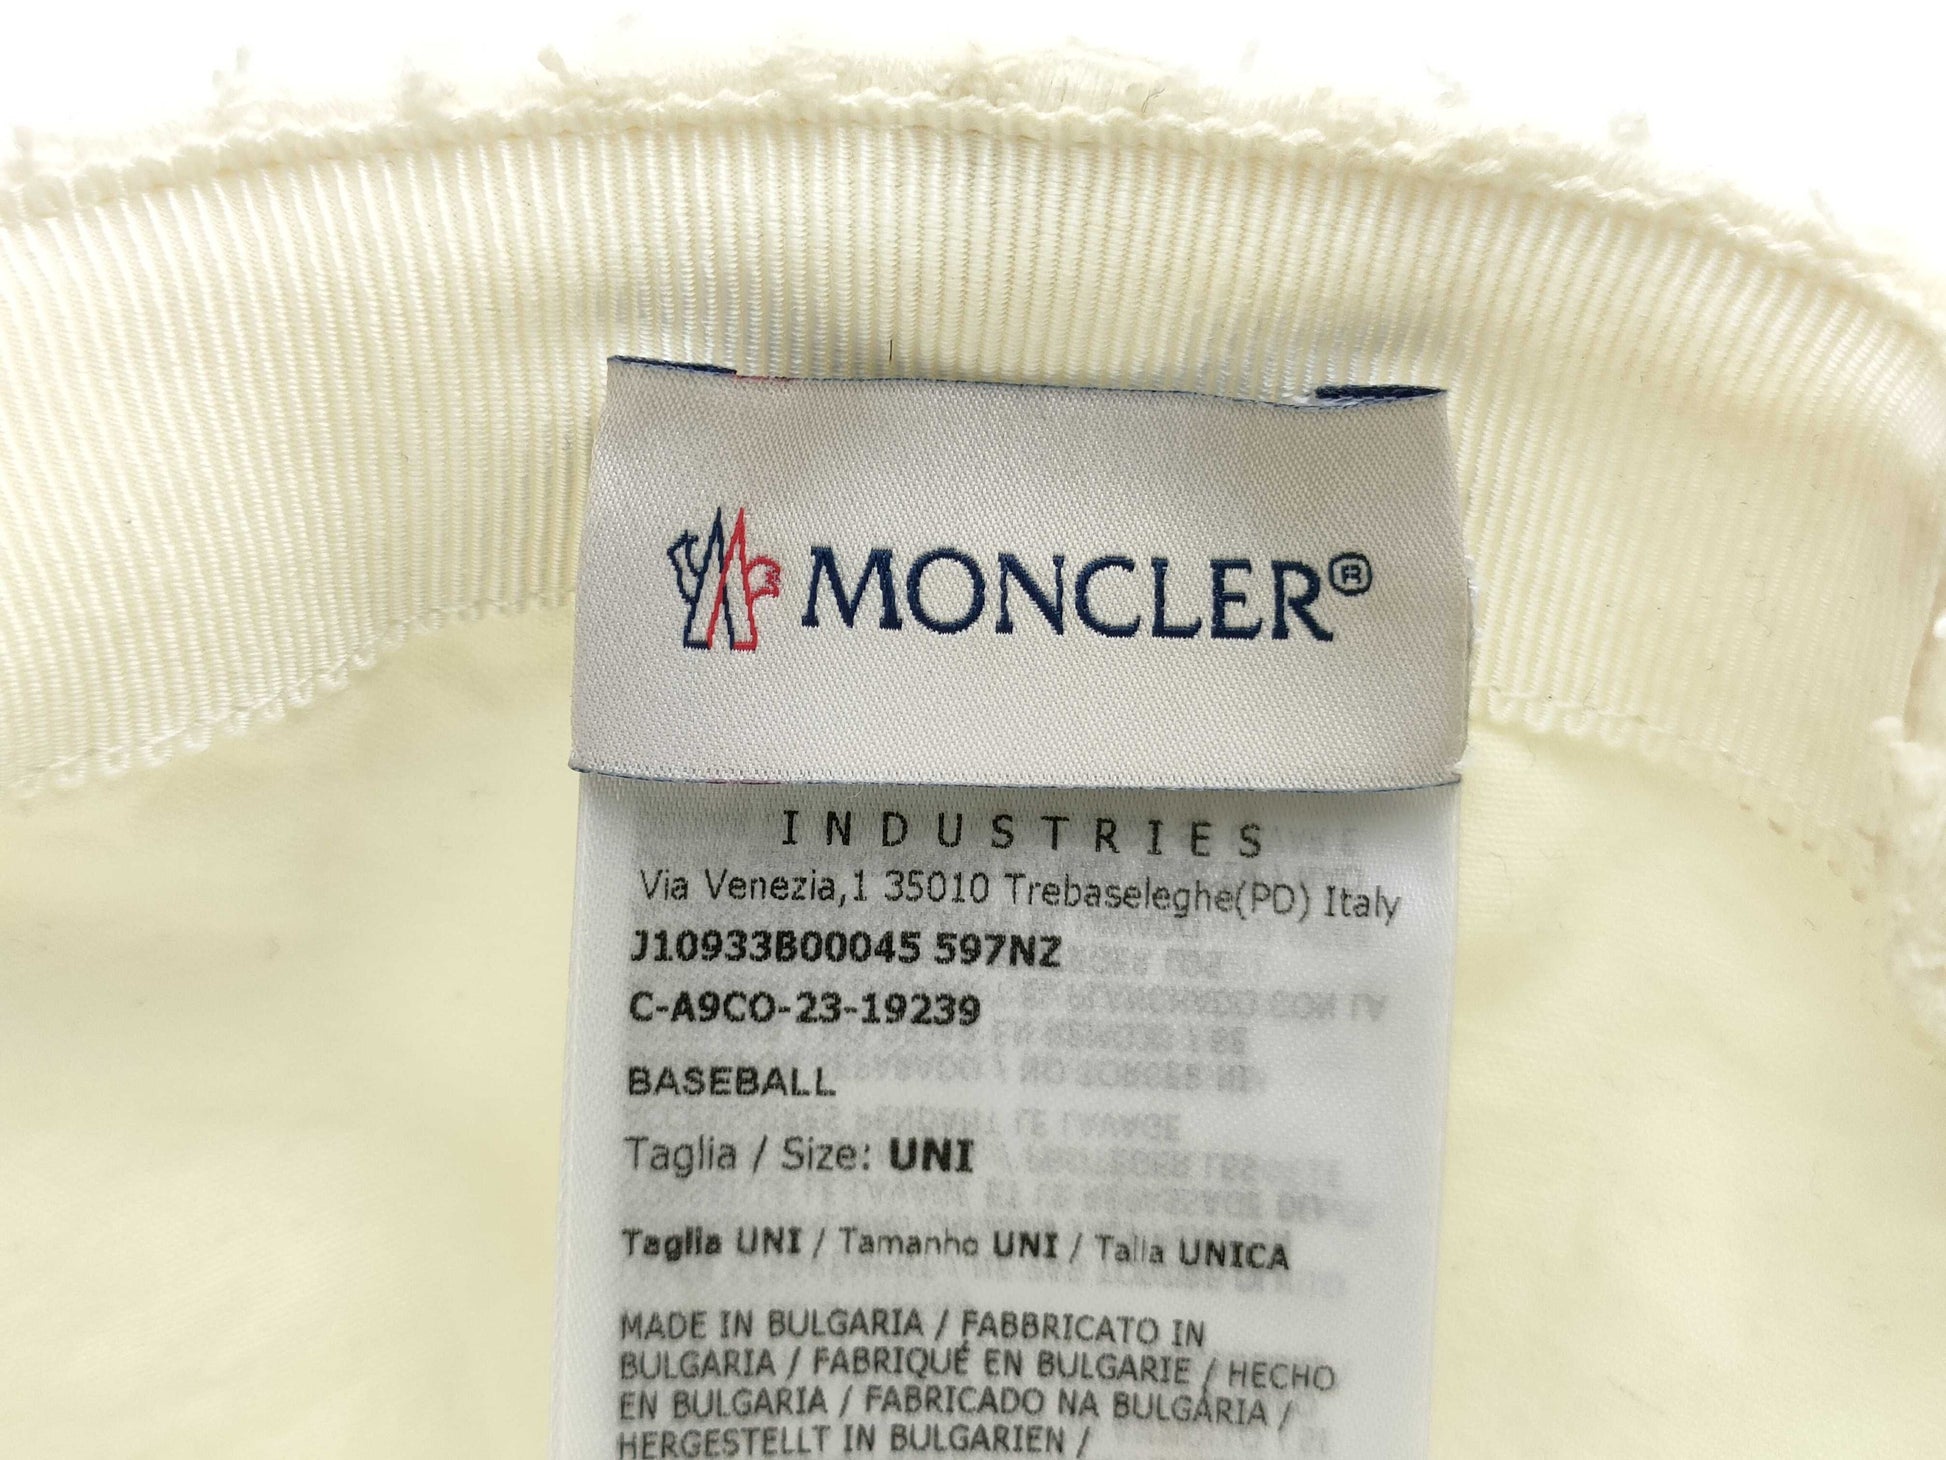 MONCLER®
INDUSTRIES
Via Venezia,1 35010 Trebaseleghe(PD) Italy
J10933B00045 597NZ
C-A9CO-23-19239
BASEBALL
Taglia / Size: UNI
Taglia UNI / Tamanho UNI / Talla UNICA
MADE IN BULGARIA / FABBRICATO IN
BULGARIA / FABRIQUÉ EN BULGARIE / HECHO
EN BULGARIA / FABRICADO NA BULGÁRIA /
HERGESTELLT IN BULGARIEN /